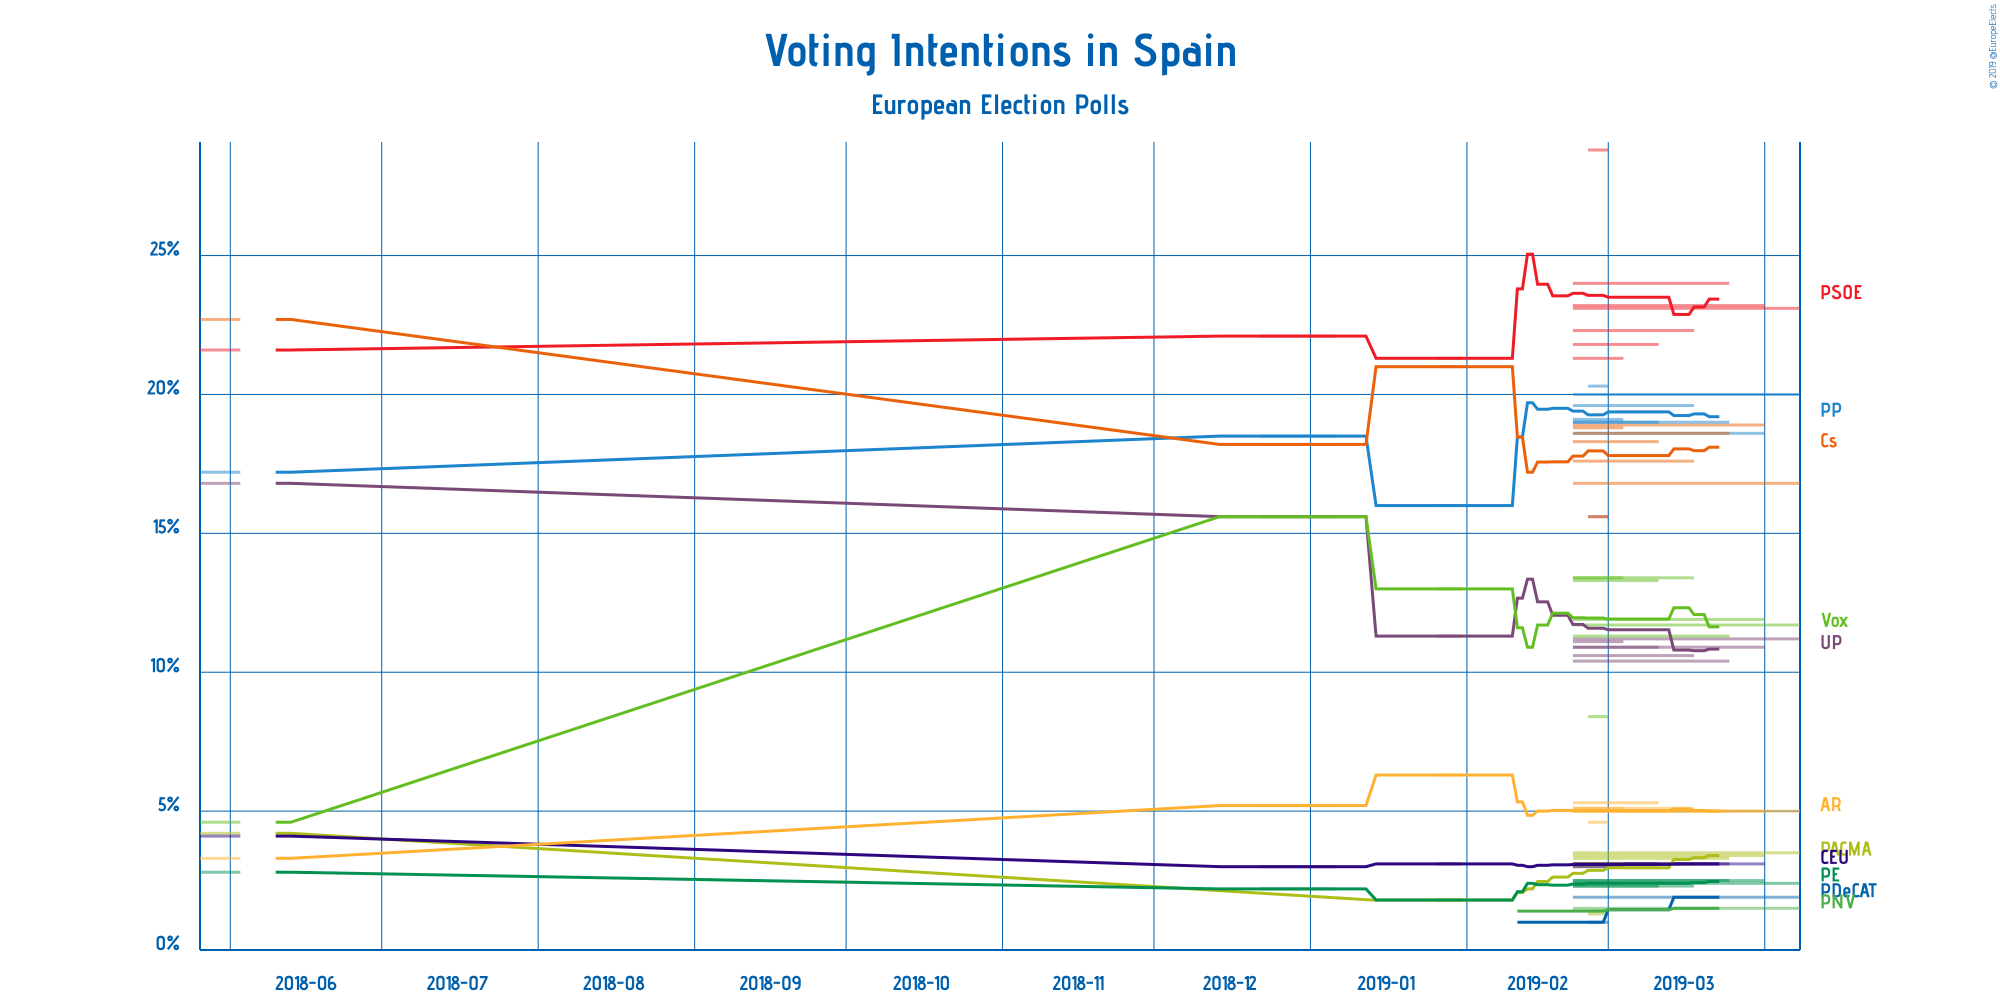 Voting Intentions in Spain
European Election Polls
© 2019 @EuropeElects
25%
20%
15%
10%
5%
0%
PSOE
PP
Cs
Vox
UP
AR
PACMA
CEU
PE
PDeCAT
PNV
2018-06 2018-07 2018-08 2018-09 2018-10 2018-11 2018-12 2019-01 2019-02 2019-03